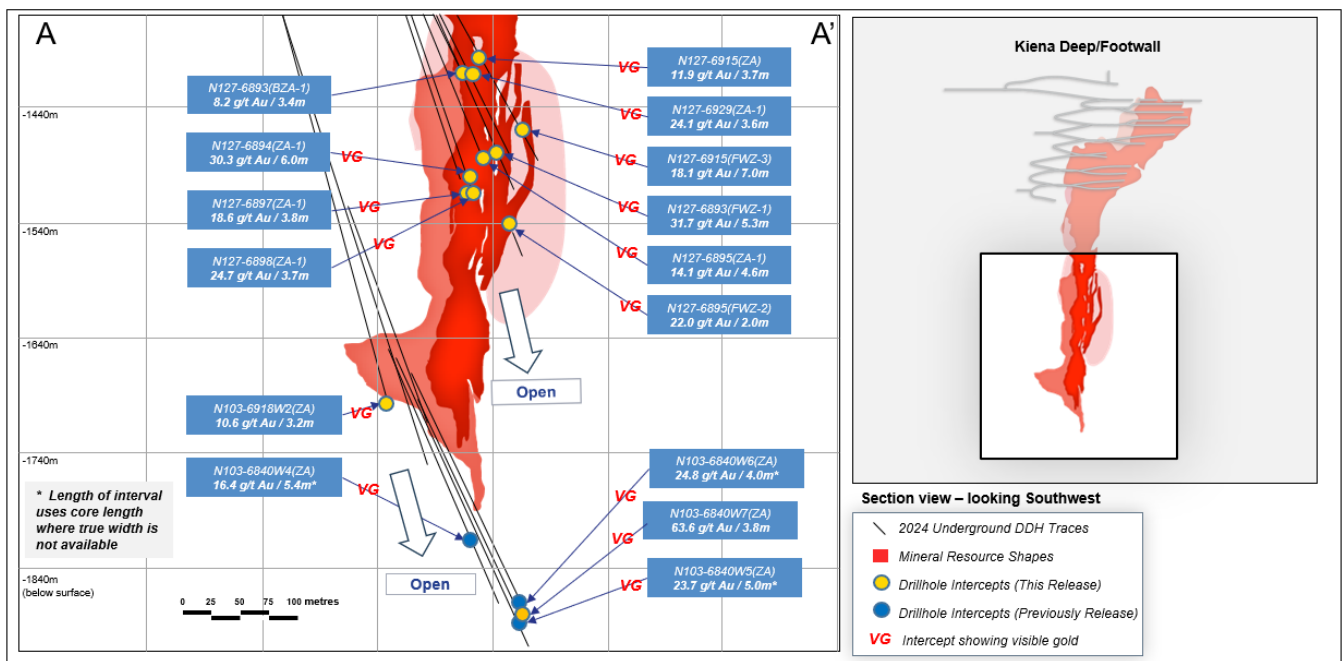 A
A'
N127-6893(BZA-1)
8.2 g/t Au / 3.4m
N127-6894(ZA-1)
30.3 g/t Au / 6.0m
VG
N127-6897(ZA-1)
18.6 g/t Au / 3.8m
VG
N127-6898(ZA-1)
24.7 g/t Au / 3.7m
VG
VG
N127-6915(ZA)
11.9 g/t Au / 3.7m
VG
N127-6929(ZA-1)
24.1 g/t Au / 3.6m
VG
N127-6915(FWZ-3)
18.1 g/t Au / 7.0m
VG
N127-6893(FWZ-1)
31.7 g/t Au / 5.3m
VG
N127-6895(ZA-1)
14.1 g/t Au / 4.6m
VG
N127-6895(FWZ-2)
22.0 g/t Au / 2.0m
-1440m
-1540m
-1640m
-1740m
-1840m
(below surface)
Open
N103-6918W2(ZA)
10.6 g/t Au / 3.2m
VG
N103-6840W4(ZA)
16.4 g/t Au / 5.4m*
VG
N103-6840W6(ZA)
24.8 g/t Au / 4.0m*
VG
N103-6840W7(ZA)
63.6 g/t Au / 3.8m
VG
N103-6840W5(ZA)
23.7 g/t Au / 5.0m*
VG
* Length of interval
uses core length
where true width is
not available
Open
0 25 50 75 100 metres
Kiena Deep/Footwall
Section view – looking Southwest
2024 Underground DDH Traces
Mineral Resource Shapes
Drillhole Intercepts (This Release)
Drillhole Intercepts (Previously Release)
VG Intercept showing visible gold